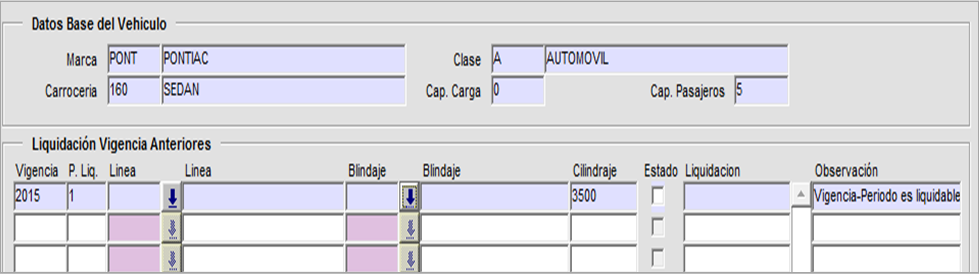 Datos Base del Vehiculo
Marca PONT PONTIAC Clase A AUTOMOVIL
Carroceria 160 SEDAN Cap. Carga 0 Cap. Pasajeros 5
Liquidación Vigencia Anteriores
Vigencia P. Liq. Linea Linea Blindaje Blindaje Cilindraje Estado Liquidacion Observación
2015 1 3500 Vigencia-Periodo es liquidable